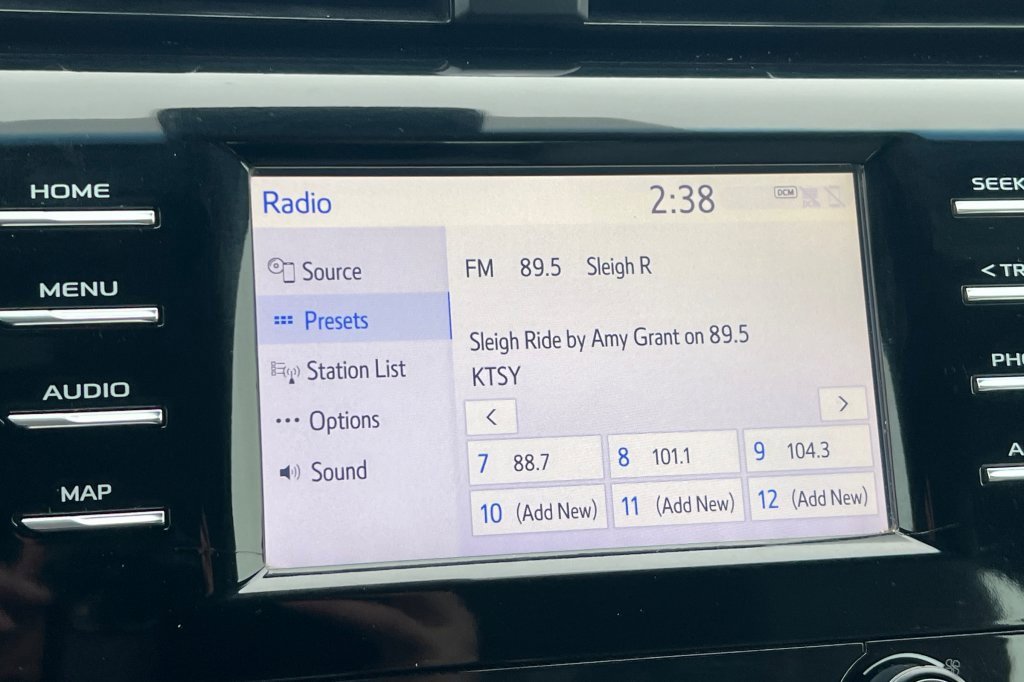 HOME
MENU
AUDIO
MAP
Radio
2:38
DCM
Source
Presets
Station List
Options
Sound
FM 89.5 Sleigh R
Sleigh Ride by Amy Grant on 89.5
KTSY
<
>
7 88.7
8 101.1
9 104.3
10 (Add New)
11 (Add New)
12 (Add New)
SEEK
< TR
PHO
A